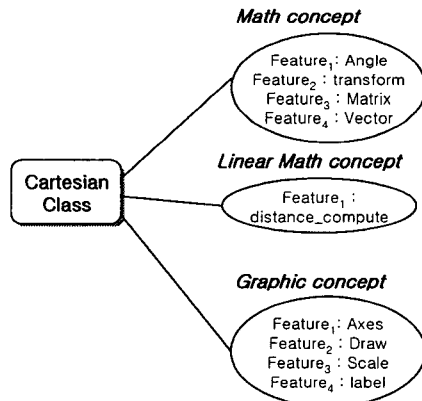 Math concept
Feature₁: Angle
Feature₂: transform
Feature₃: Matrix
Feature₄: Vector
Cartesian
Class
Linear Math concept
Feature₁:
distance_compute
Graphic concept
Feature₁: Axes
Feature₂: Draw
Feature₃: Scale
Feature₄: label